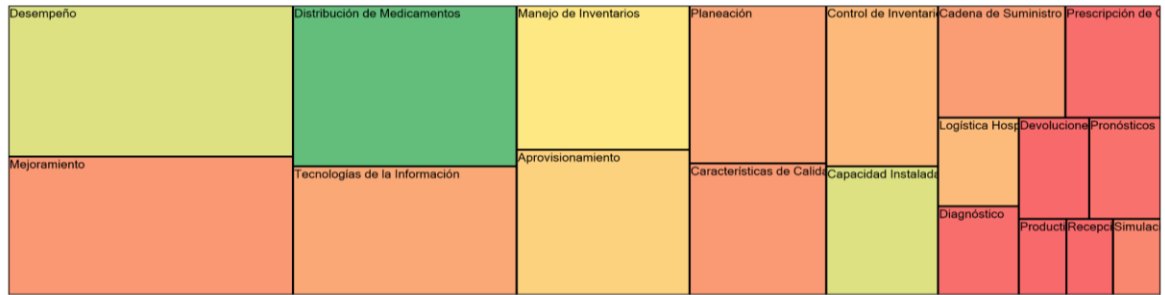 Desempeño
Distribución de Medicamentos
Manejo de Inventarios
Planeación
Control de Inventari
Cadena de Suministro
Prescripción de
Mejoramiento
Tecnologías de la Información
Aprovisionamiento
Características de Calida
Capacidad Instalada
Logística Hosp
Devolucione
Pronósticos
Diagnóstico
Producti
Recepci
Simulac